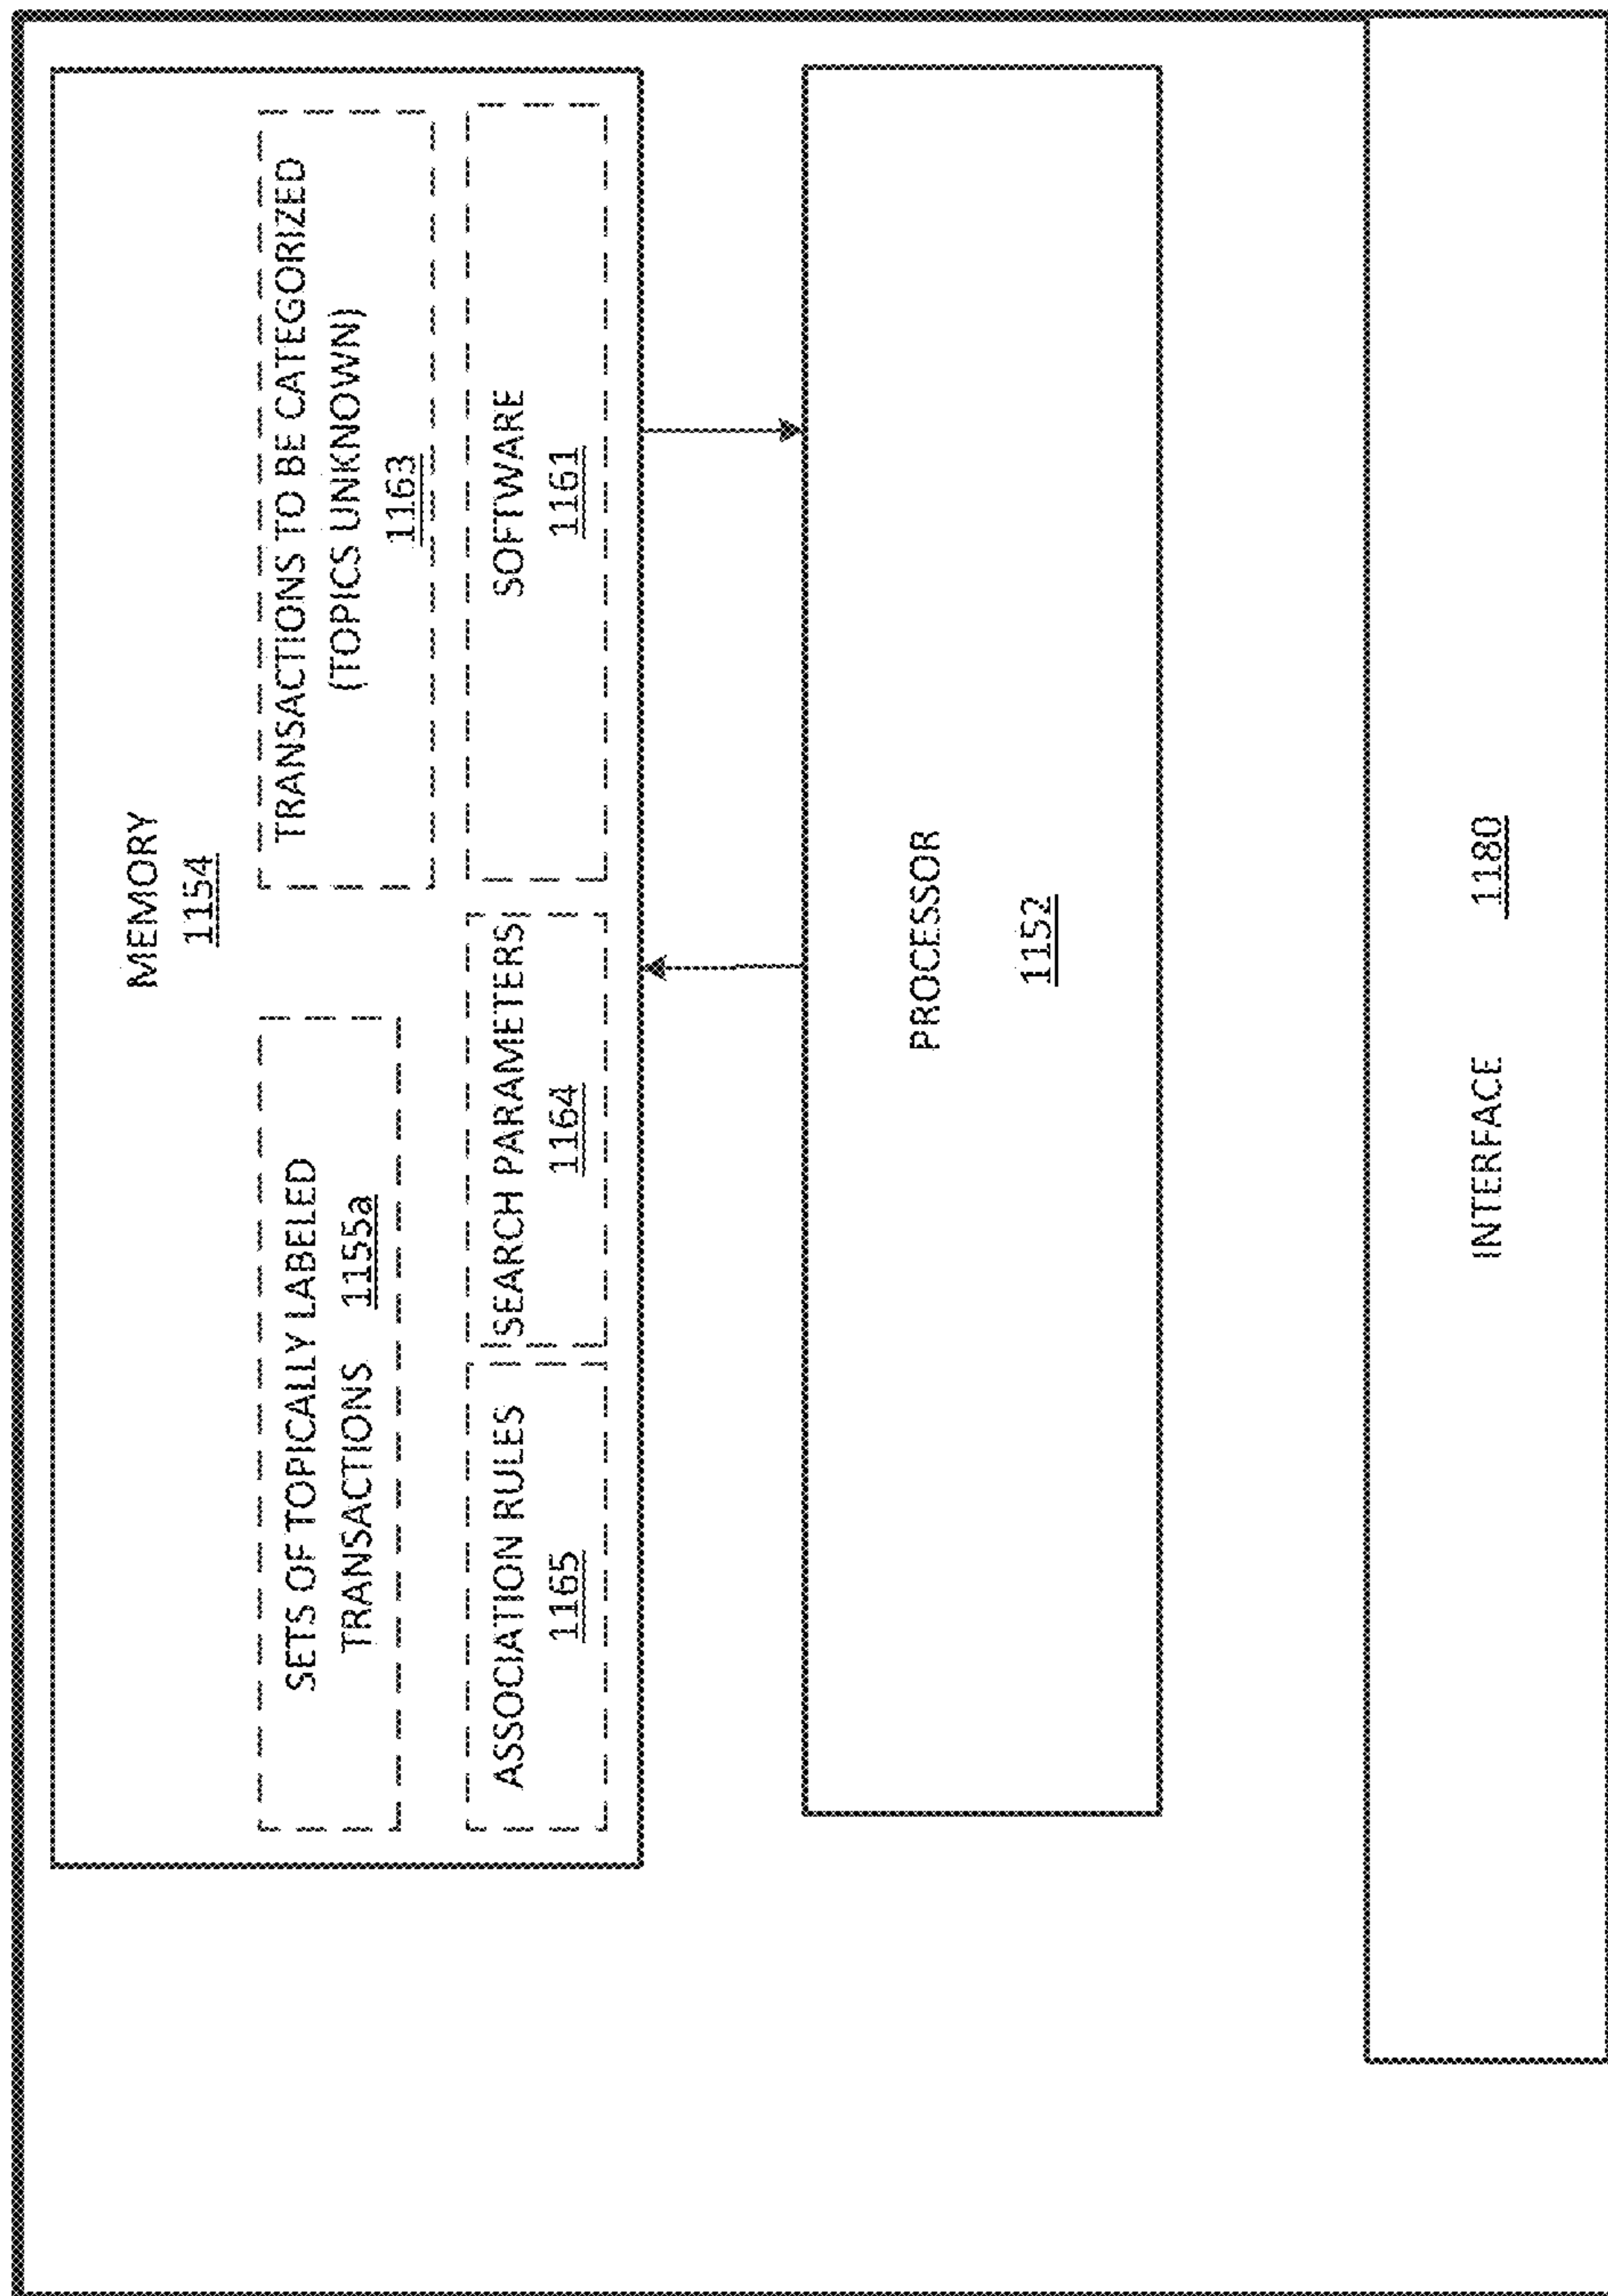 MEMORY
1154
SETS OF TOPICALLY LABELED
TRANSACTIONS 1155a
TRANSACTIONS TO BE CATEGORIZED
(TOPICS UNKNOWN)
1163
ASSOCIATION RULES
1165
SEARCH PARAMETERS
1164
SOFTWARE
1161
PROCESSOR
1152
INTERFACE 1180